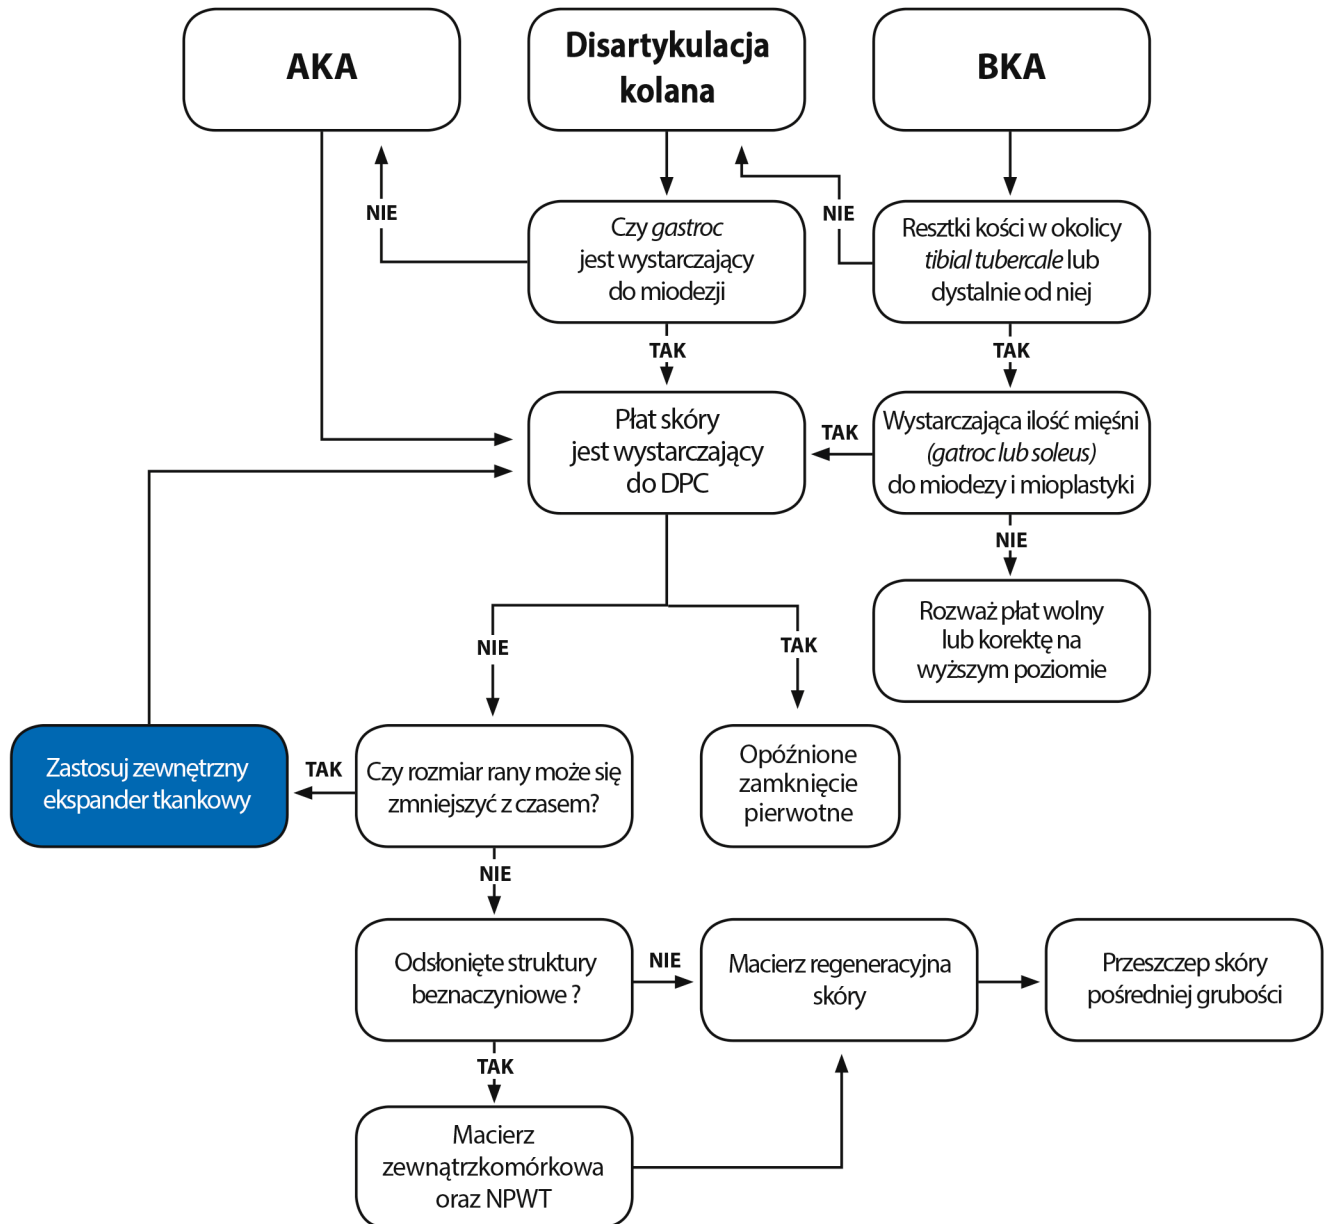 AKA
Disartykulacja
kolana
BKA
NIE
Czy gastroc
jest wystarczający
do miodezji
NIE
Resztki kości w okolicy
tibial tubercale lub
dystalnie od niej
TAK
TAK
Płat skóry
jest wystarczający
do DPC
TAK
Wystarczająca ilość mięśni
(gatroc lub soleus)
do miodezy i mioplastyki
NIE
Rozważ płat wolny
lub korektę na
wyższym poziomie
NIE
TAK
Zastosuj zewnętrzny
ekspander tkankowy
TAK
Czy rozmiar rany może się
zmniejszyć z czasem?
Opóźnione
zamknięcie
pierwotne
NIE
Odsłonięte struktury
beznaczyniowe ?
NIE
Macierz regeneracyjna
skóry
Przeszczep skóry
pośredniej grubości
TAK
Macierz
zewnątrzkomórkowa
oraz NPWT